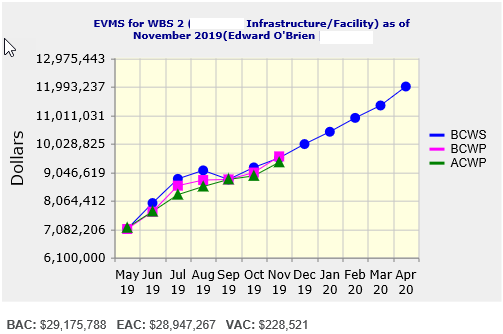 EVMS for WBS 2 ( Infrastructure/Facility) as of
November 2019(Edward O'Brien
Dollars
12,975,443
11,993,237
11,011,031
10,028,825
9,046,619
8,064,412
7,082,206
6,100,000
BCWS
BCWP
ACWP
May Jun Jul Aug Sep Oct Nov Dec Jan Feb Mar Apr
19 19 19 19 19 19 19 19 20 20 20 20
BAC: $29,175,788 EAC: $28,947,267 VAC: $228,521